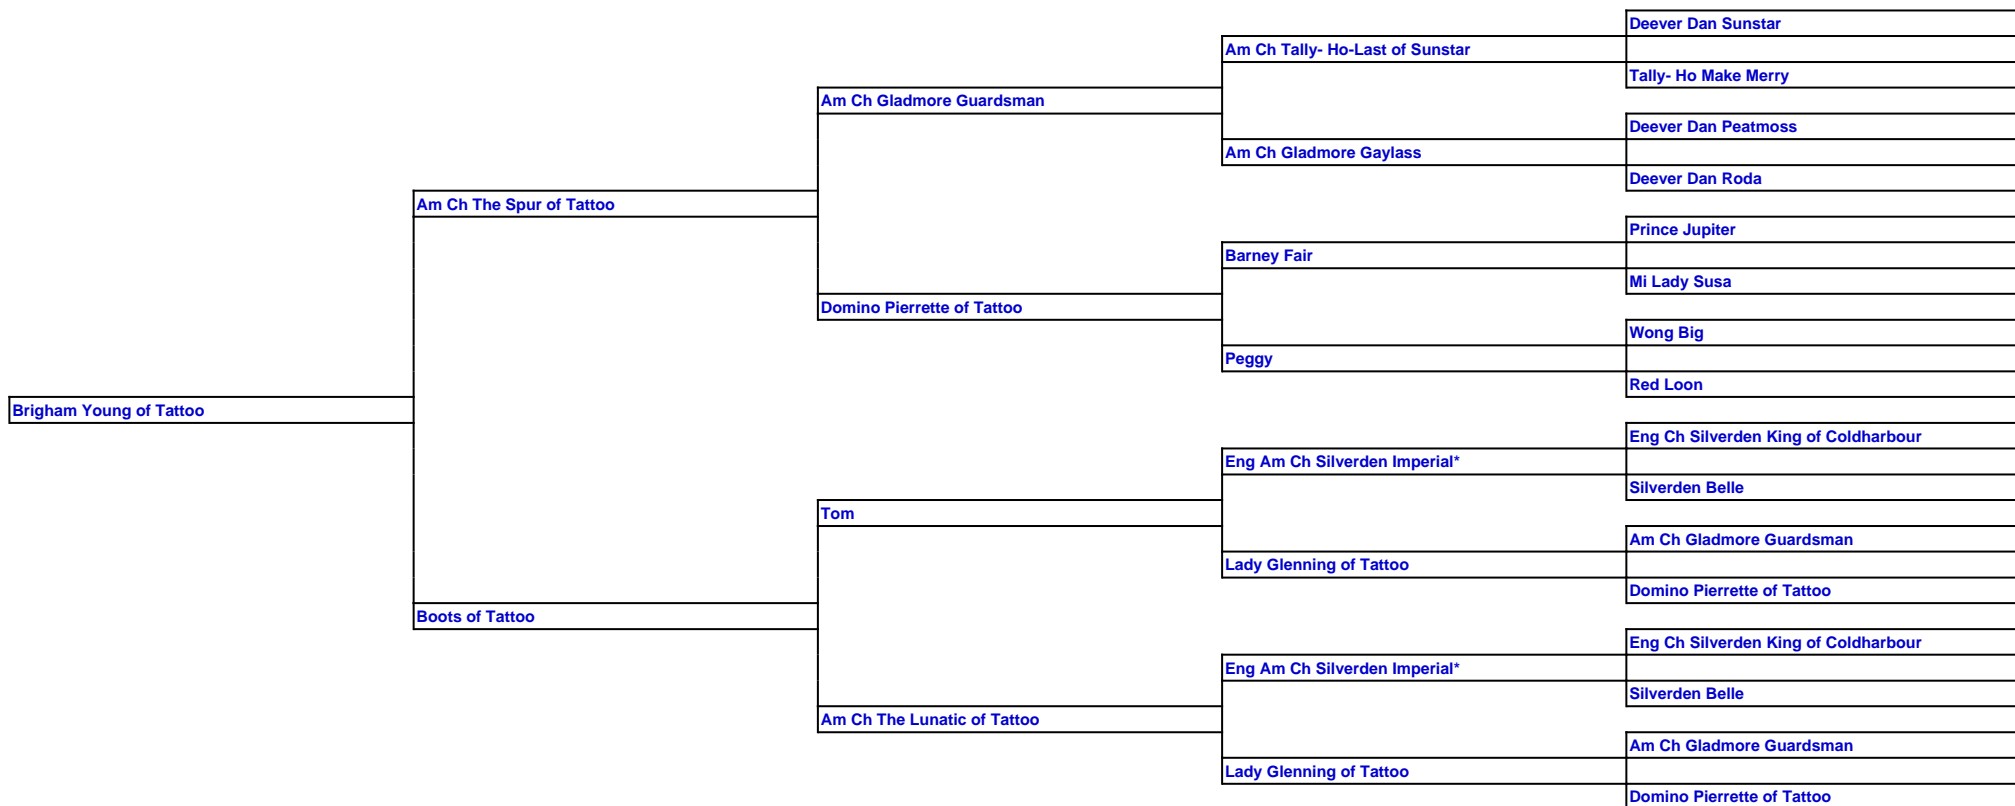 Deever Dan Sunstar
Am Ch Tally- Ho-Last of Sunstar
Tally- Ho Make Merry
Am Ch Gladmore Guardsman
Deever Dan Peatmoss
Am Ch Gladmore Gaylass
Deever Dan Roda
Am Ch The Spur of Tattoo
Prince Jupiter
Barney Fair
Mi Lady Susa
Domino Pierrette of Tattoo
Wong Big
Peggy
Red Loon
Brigham Young of Tattoo
Eng Ch Silverden King of Coldharbour
Eng Am Ch Silverden Imperial*
Silverden Belle
Tom
Am Ch Gladmore Guardsman
Lady Glenning of Tattoo
Domino Pierrette of Tattoo
Boots of Tattoo
Eng Ch Silverden King of Coldharbour
Eng Am Ch Silverden Imperial*
Silverden Belle
Am Ch The Lunatic of Tattoo
Am Ch Gladmore Guardsman
Lady Glenning of Tattoo
Domino Pierrette of Tattoo